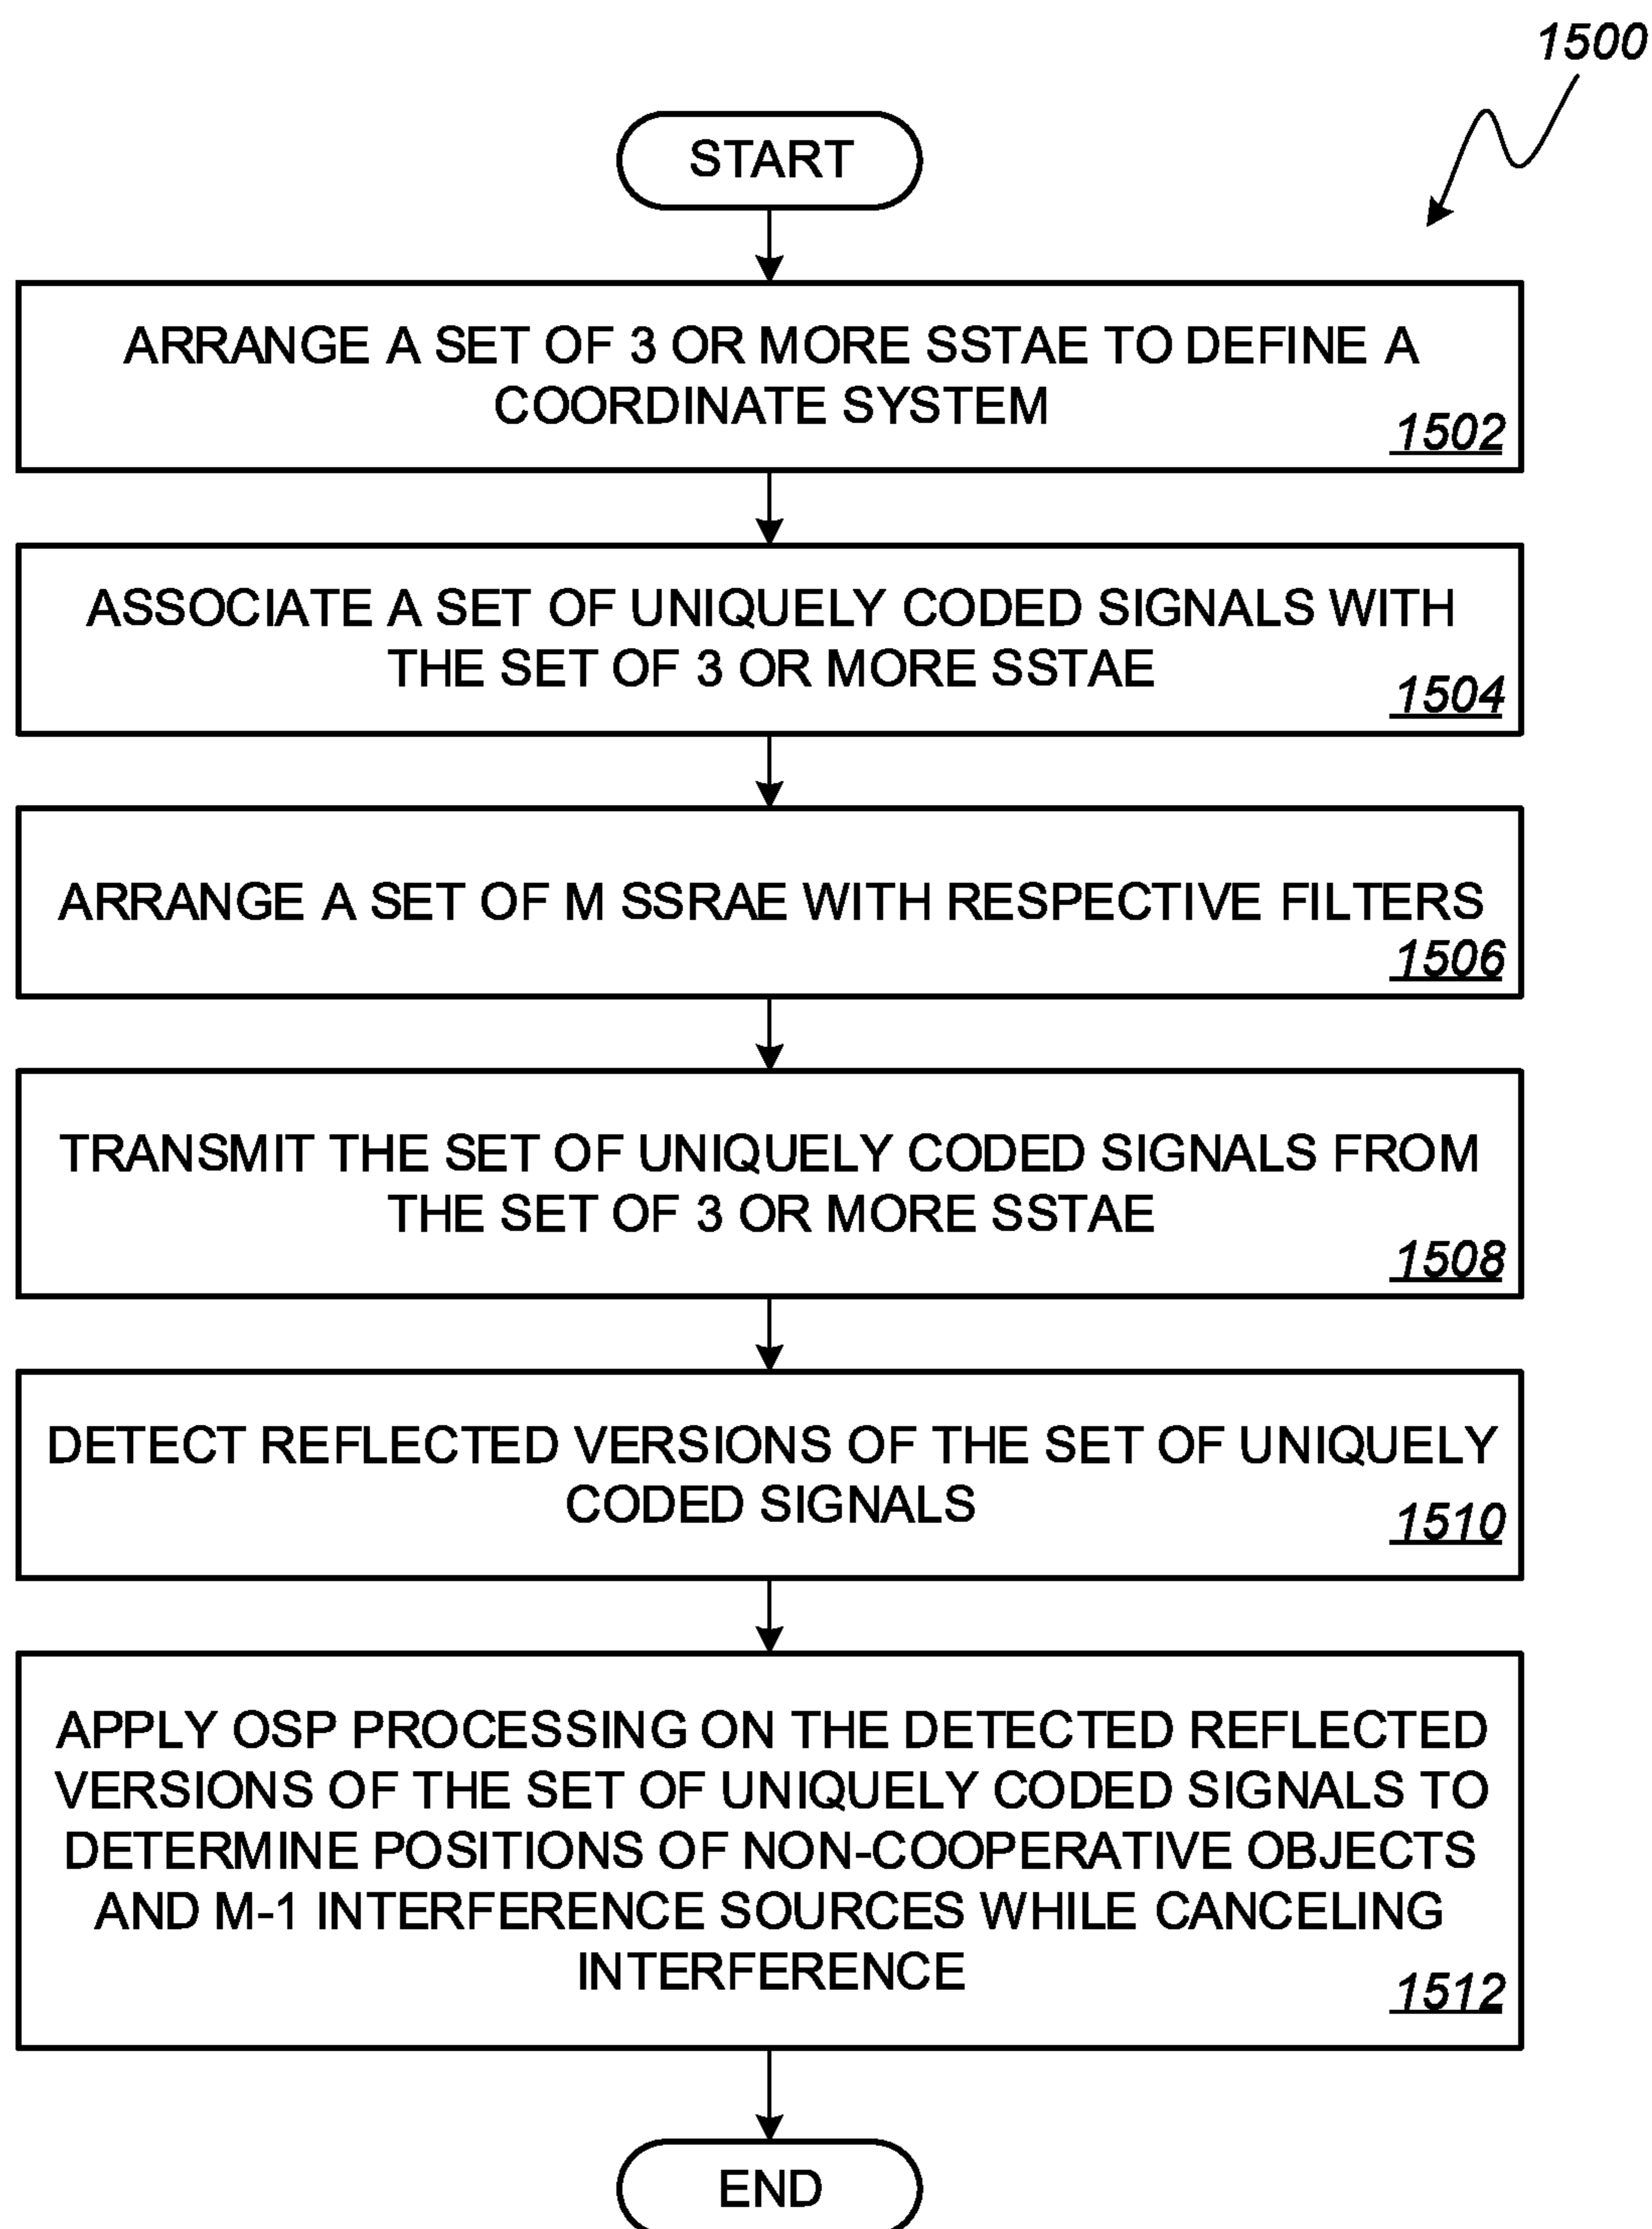 1500
START
ARRANGE A SET OF 3 OR MORE SSTAE TO DEFINE A
COORDINATE SYSTEM
1502
ASSOCIATE A SET OF UNIQUELY CODED SIGNALS WITH
THE SET OF 3 OR MORE SSTAE
1504
ARRANGE A SET OF M SSRAE WITH RESPECTIVE FILTERS
1506
TRANSMIT THE SET OF UNIQUELY CODED SIGNALS FROM
THE SET OF 3 OR MORE SSTAE
1508
DETECT REFLECTED VERSIONS OF THE SET OF UNIQUELY
CODED SIGNALS
1510
APPLY OSP PROCESSING ON THE DETECTED REFLECTED
VERSIONS OF THE SET OF UNIQUELY CODED SIGNALS TO
DETERMINE POSITIONS OF NON-COOPERATIVE OBJECTS
AND M-1 INTERFERENCE SOURCES WHILE CANCELING
INTERFERENCE
1512
END